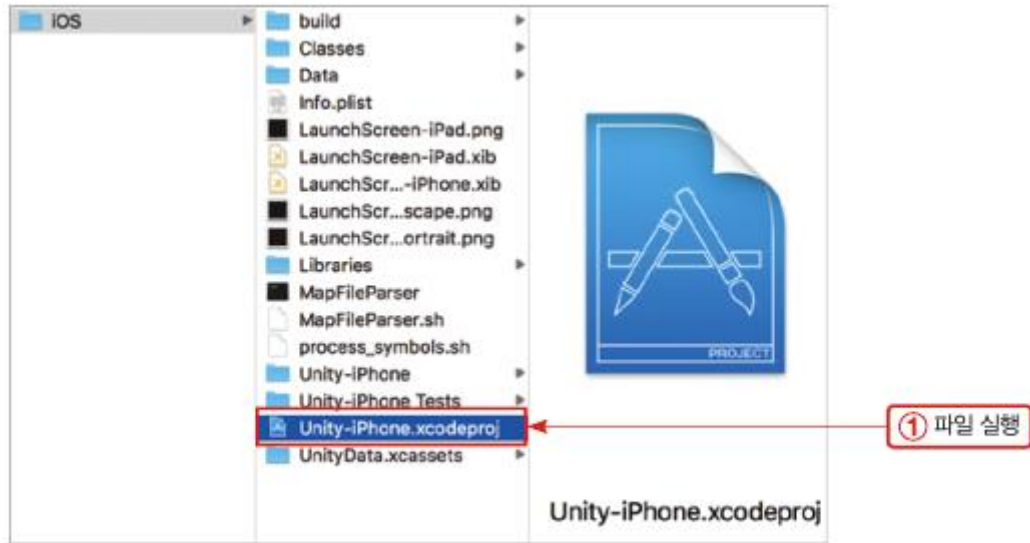 iOS
build
Classes
Data
Info.plist
LaunchScreen-iPad.png
LaunchScreen-iPad.xib
LaunchScr...-iPhone.xib
LaunchScr...scape.png
LaunchScr...ortrait.png
Libraries
MapFileParser
MapFileParser.sh
process_symbols.sh
Unity-iPhone
Unity-iPhone Tests
Unity-iPhone.xcodeproj
UnityData.xcassets
PROJECT
Unity-iPhone.xcodeproj
① 파일 실행